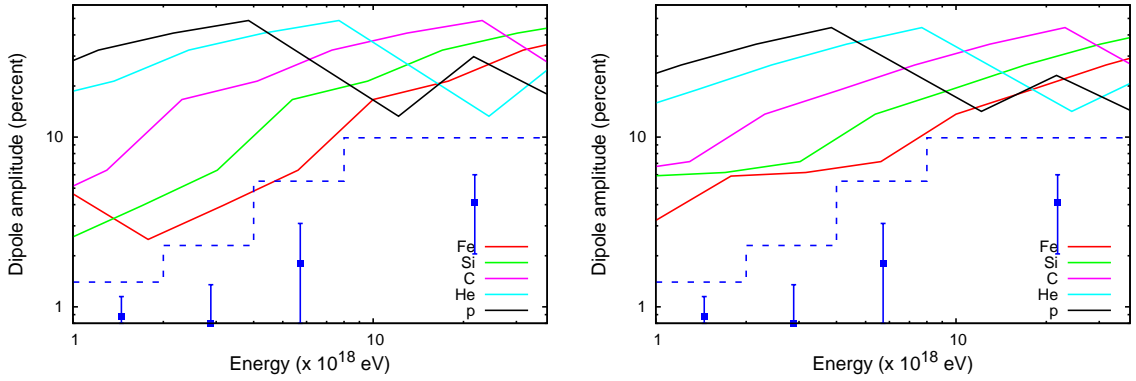 Dipole amplitude (percent)
10
1
Fe
Si
C
He
p
1
10
Energy (x 10^18 eV)
Dipole amplitude (percent)
10
1
Fe
Si
C
He
p
1
10
Energy (x 10^18 eV)